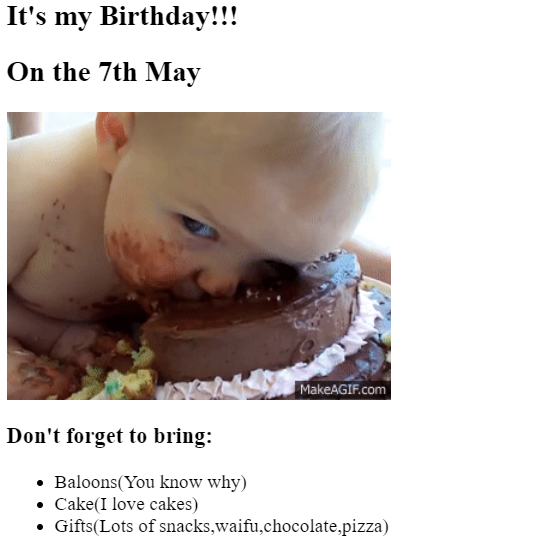 It's my Birthday!!!
On the 7th May
MakeAGIF.com
Don't forget to bring:
Baloons(You know why)
Cake(I love cakes)
Gifts(Lots of snacks,waifu,chocolate,pizza)